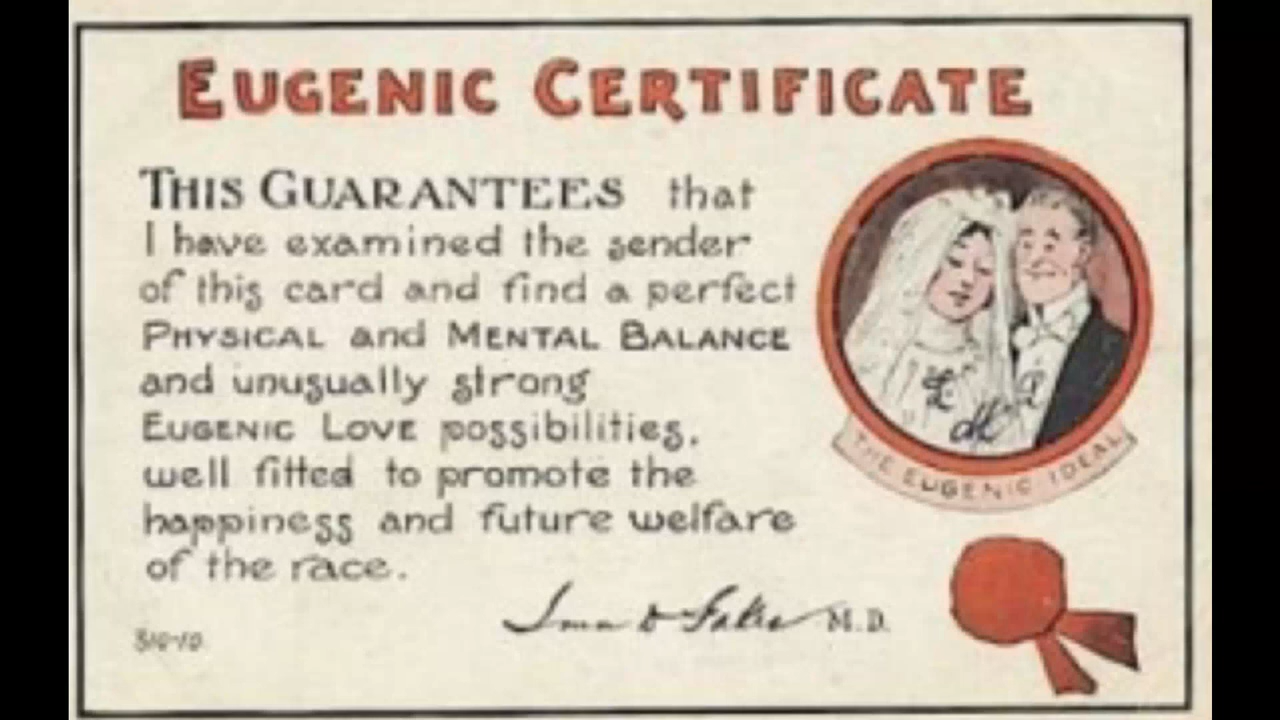 EUGENIC CERTIFICATE
THIS GUARANTEES that
I have examined the sender
of this card and find a perfect
PHYSICAL and MENTAL BALANCE
and unusually strong
EUGENIC LOVE possibilities,
well fitted to promote the
happiness and future welfare
of the race.
THE EUGENIC IDEAL
M.D.